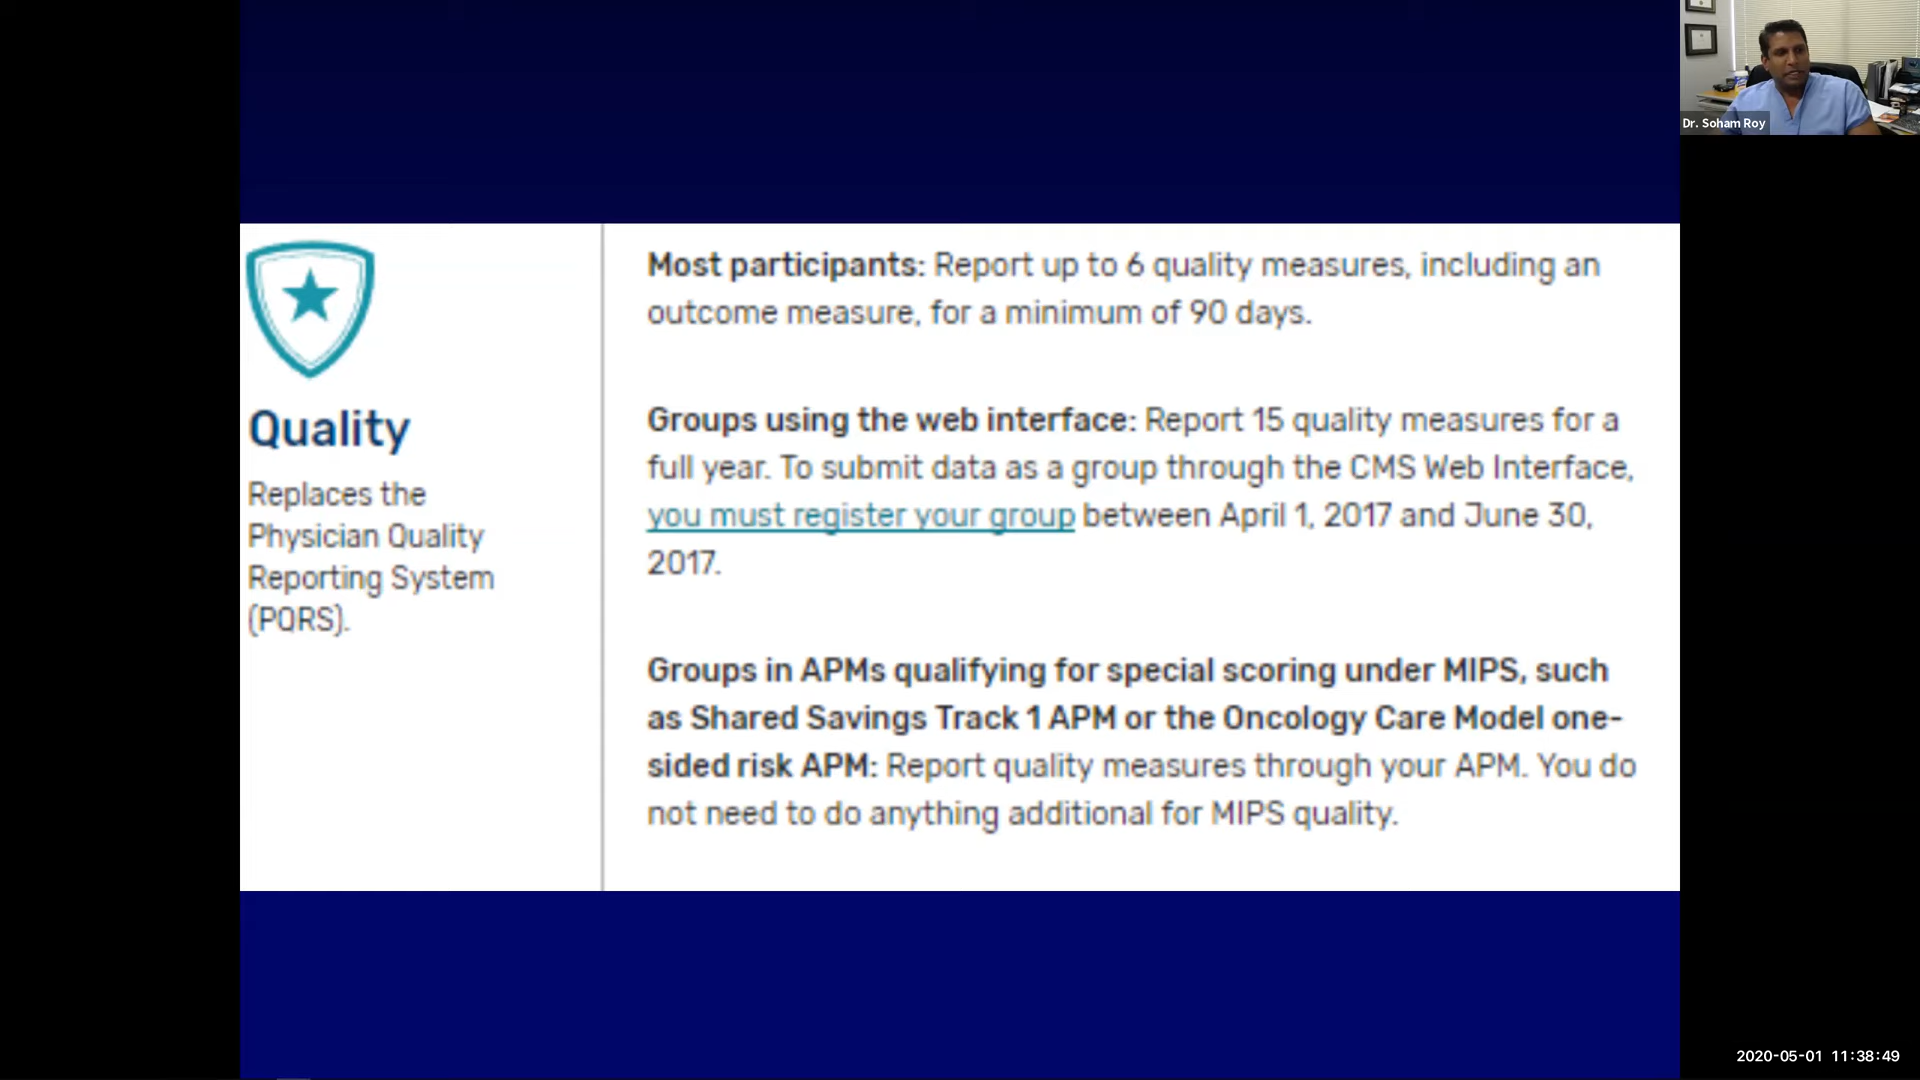 Dr. Soham Roy
Quality
Replaces the
Physician Quality
Reporting System
(PQRS).
Most participants: Report up to 6 quality measures, including an
outcome measure, for a minimum of 90 days.
Groups using the web interface: Report 15 quality measures for a
full year. To submit data as a group through the CMS Web Interface,
you must register your group between April 1, 2017 and June 30,
2017.
Groups in APMs qualifying for special scoring under MIPS, such
as Shared Savings Track 1 APM or the Oncology Care Model one-
sided risk APM: Report quality measures through your APM. You do
not need to do anything additional for MIPS quality.
2020-05-01 11:38:49